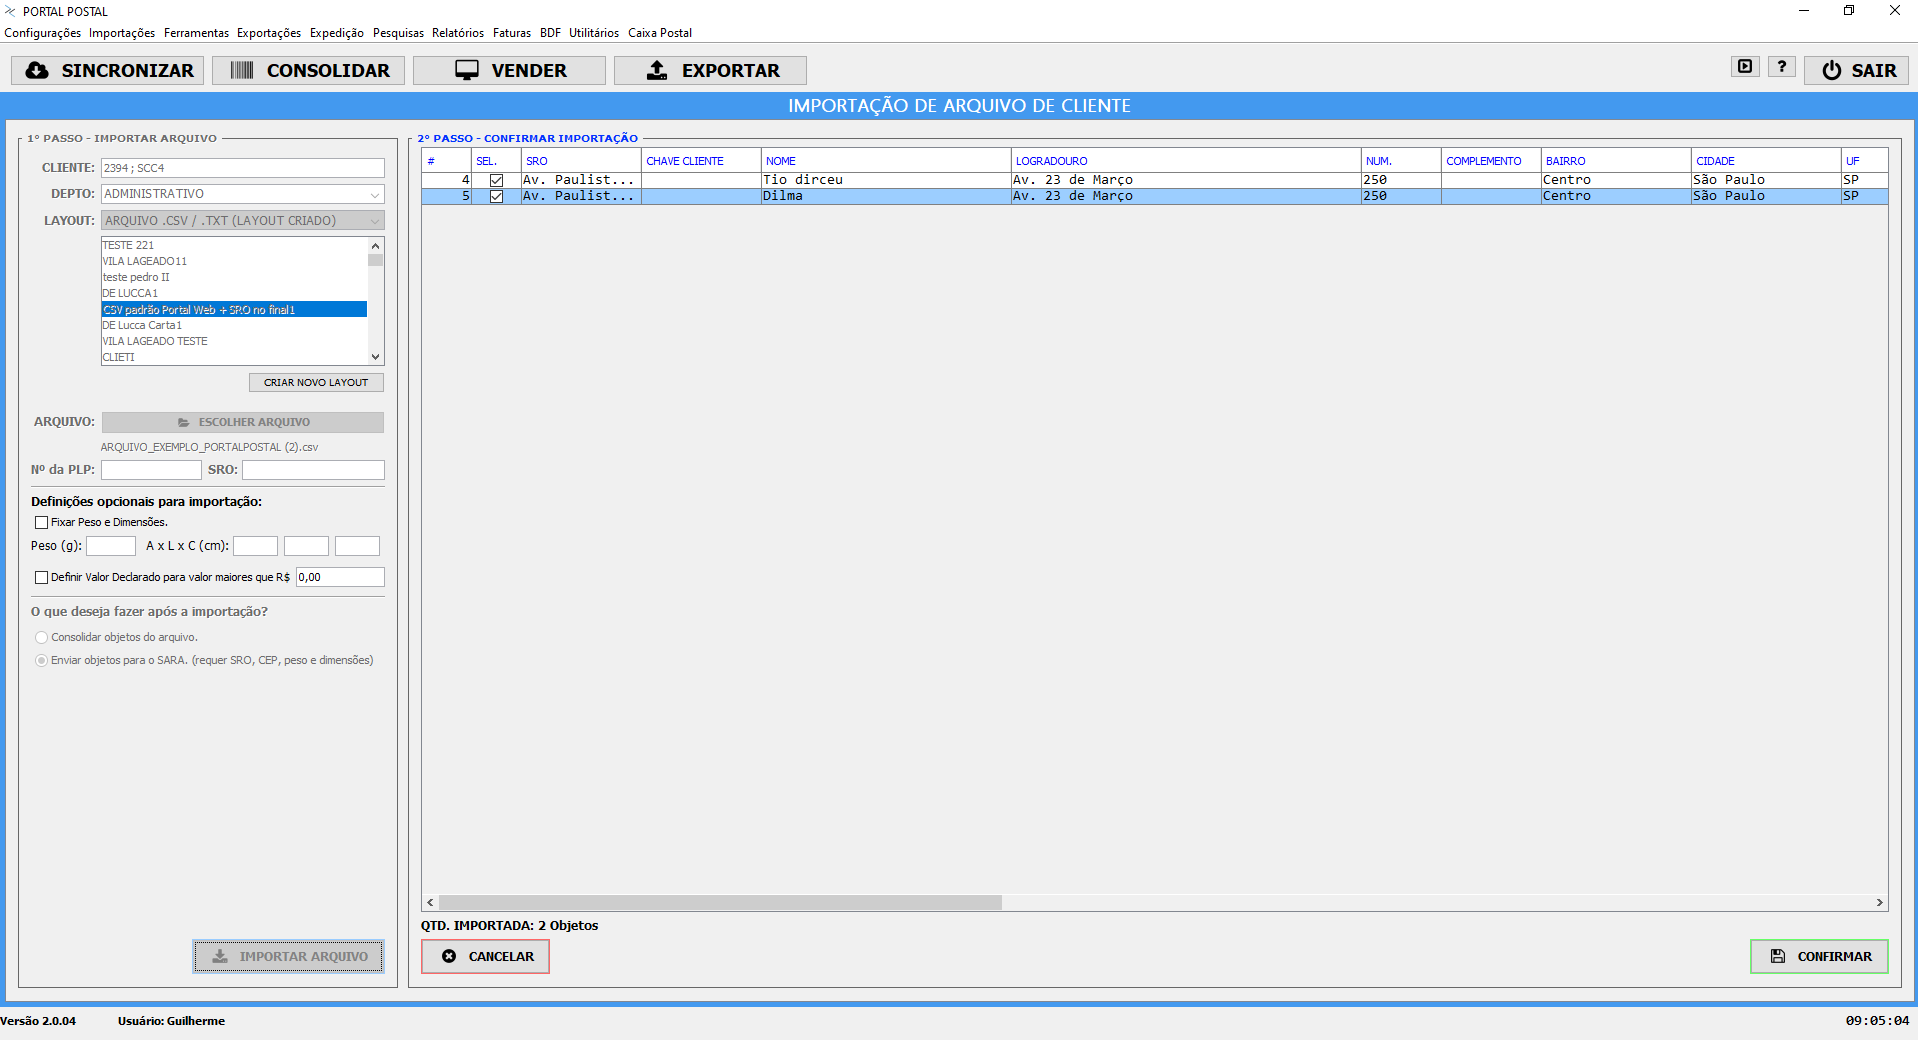 PORTAL POSTAL
Configurações Importações Ferramentas Exportações Expedição Pesquisas Relatórios Faturas BDF Utilitários Caixa Postal
SINCRONIZAR CONSOLIDAR VENDER EXPORTAR ? SAIR
IMPORTAÇÃO DE ARQUIVO DE CLIENTE
1º PASSO - IMPORTAR ARQUIVO
CLIENTE: 2394 ; SCC4
DEPTO: ADMINISTRATIVO
LAYOUT: ARQUIVO .CSV / .TXT (LAYOUT CRIADO)
TESTE 221
VILA LAGEADO11
teste pedro II
DE LUCCA1
CSV padrão Portal Web + SRO no final1
DE Lucca Carta1
VILA LAGEADO TESTE
CLIETI
CRIAR NOVO LAYOUT
ARQUIVO: ESCOLHER ARQUIVO
ARQUIVO_EXEMPLO_PORTALPOSTAL (2).csv
Nº da PLP: SRO:
Definições opcionais para importação:
Fixar Peso e Dimensões.
Peso (g): A x L x C (cm):
Definir Valor Declarado para valor maiores que R$ 0,00
O que deseja fazer após a importação?
Consolidar objetos do arquivo.
Enviar objetos para o SARA. (requer SRO, CEP, peso e dimensões)
IMPORTAR ARQUIVO
2º PASSO - CONFIRMAR IMPORTAÇÃO
# SEL. SRO CHAVE CLIENTE NOME LOGRADOURO NUM. COMPLEMENTO BAIRRO CIDADE UF
4 Av. Paulist... Tio dirceu Av. 23 de Março 250 Centro São Paulo SP
5 Av. Paulist... Dilma Av. 23 de Março 250 Centro São Paulo SP
QTD. IMPORTADA: 2 Objetos
CANCELAR CONFIRMAR
Versão 2.0.04 Usuário: Guilherme 09:05:04